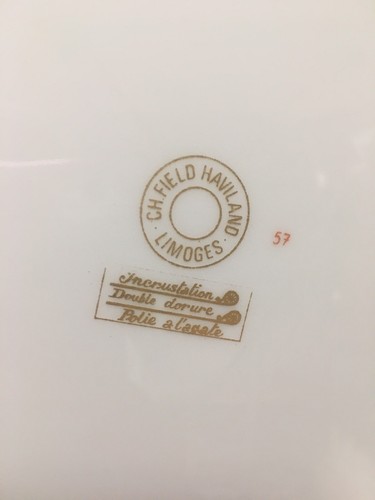 CH. FIELD HAVILAND
· LIMOGES ·
57
Incrustation
Double dorure
Polie à l'agate